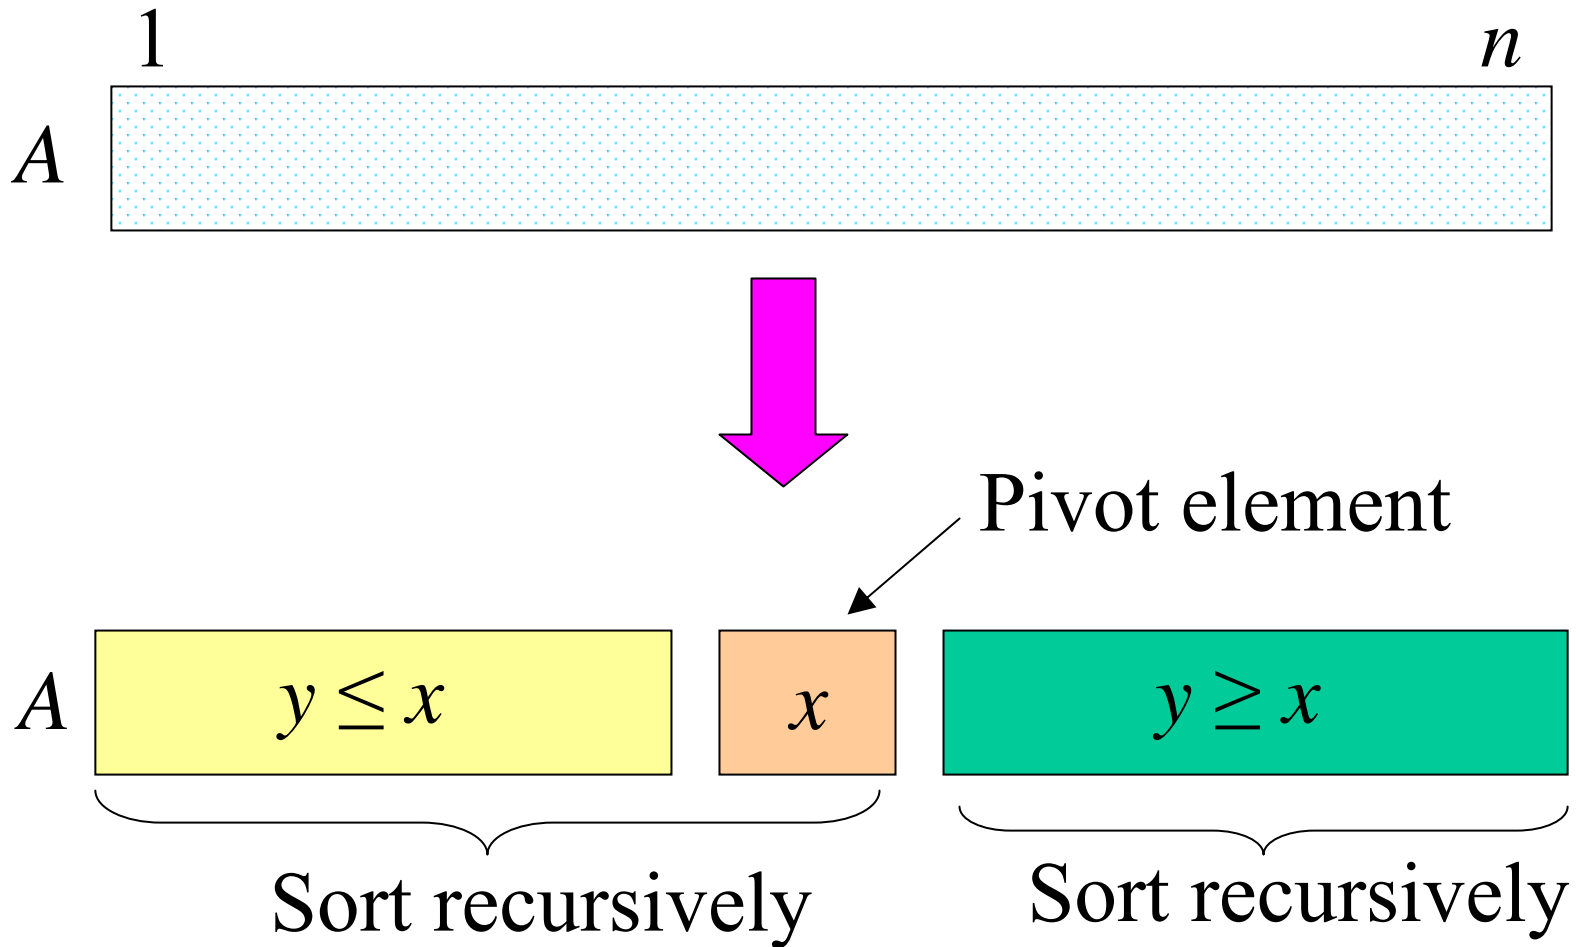 1 n
A
Pivot element
A y ≤ x x y ≥ x
Sort recursively Sort recursively